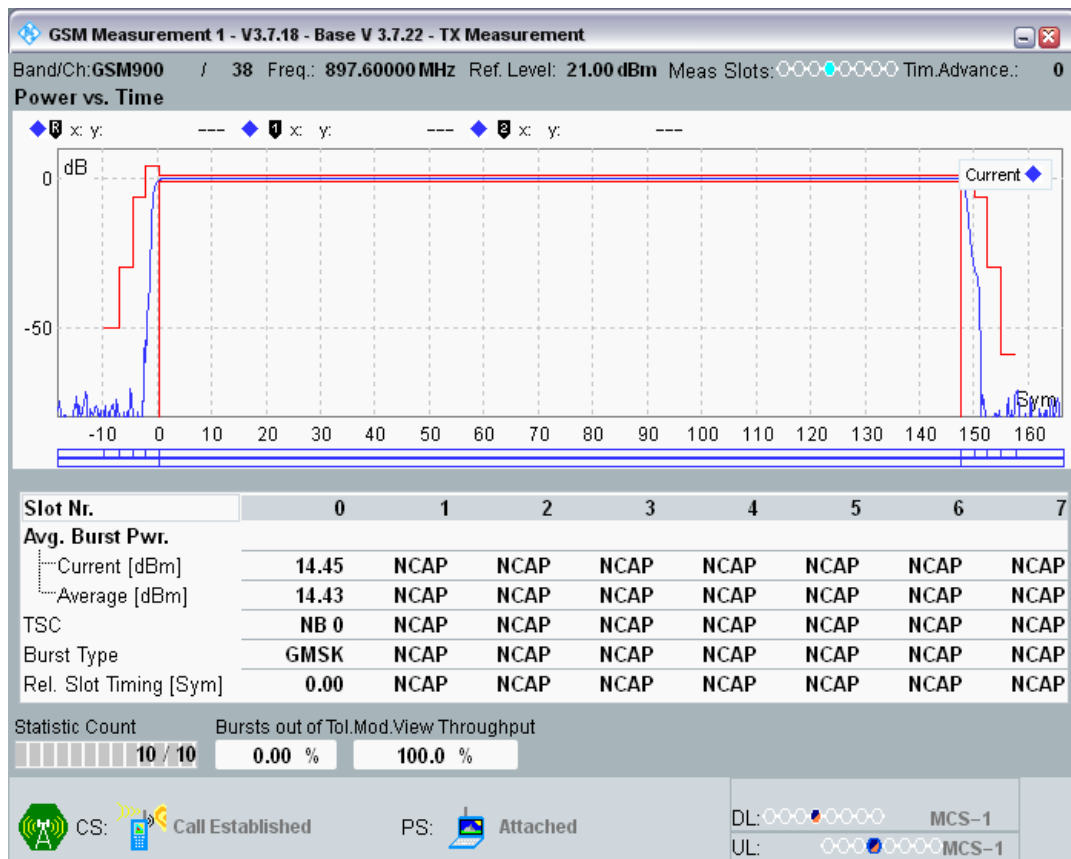 GSM Measurement 1 - V3.7.18 - Base V 3.7.22 - TX Measurement
Band/Ch:GSM900 / 38 Freq.: 897.60000 MHz Ref. Level: 21.00 dBm Meas Slots: Tim.Advance.: 0
Power vs. Time
R x: y: --- 1 x: y: --- 2 x: y: ---
dB
Current
0
-50
Sym
-10 0 10 20 30 40 50 60 70 80 90 100 110 120 130 140 150 160
Slot Nr. 0 1 2 3 4 5 6 7
Avg. Burst Pwr.
Current [dBm] 14.45 NCAP NCAP NCAP NCAP NCAP NCAP NCAP
Average [dBm] 14.43 NCAP NCAP NCAP NCAP NCAP NCAP NCAP
TSC NB 0 NCAP NCAP NCAP NCAP NCAP NCAP NCAP
Burst Type GMSK NCAP NCAP NCAP NCAP NCAP NCAP NCAP
Rel. Slot Timing [Sym] 0.00 NCAP NCAP NCAP NCAP NCAP NCAP NCAP
Statistic Count Bursts out of Tol.Mod.View Throughput
10 / 10 0.00 % 100.0 %
CS: Call Established PS: Attached
DL: MCS-1
UL: MCS-1